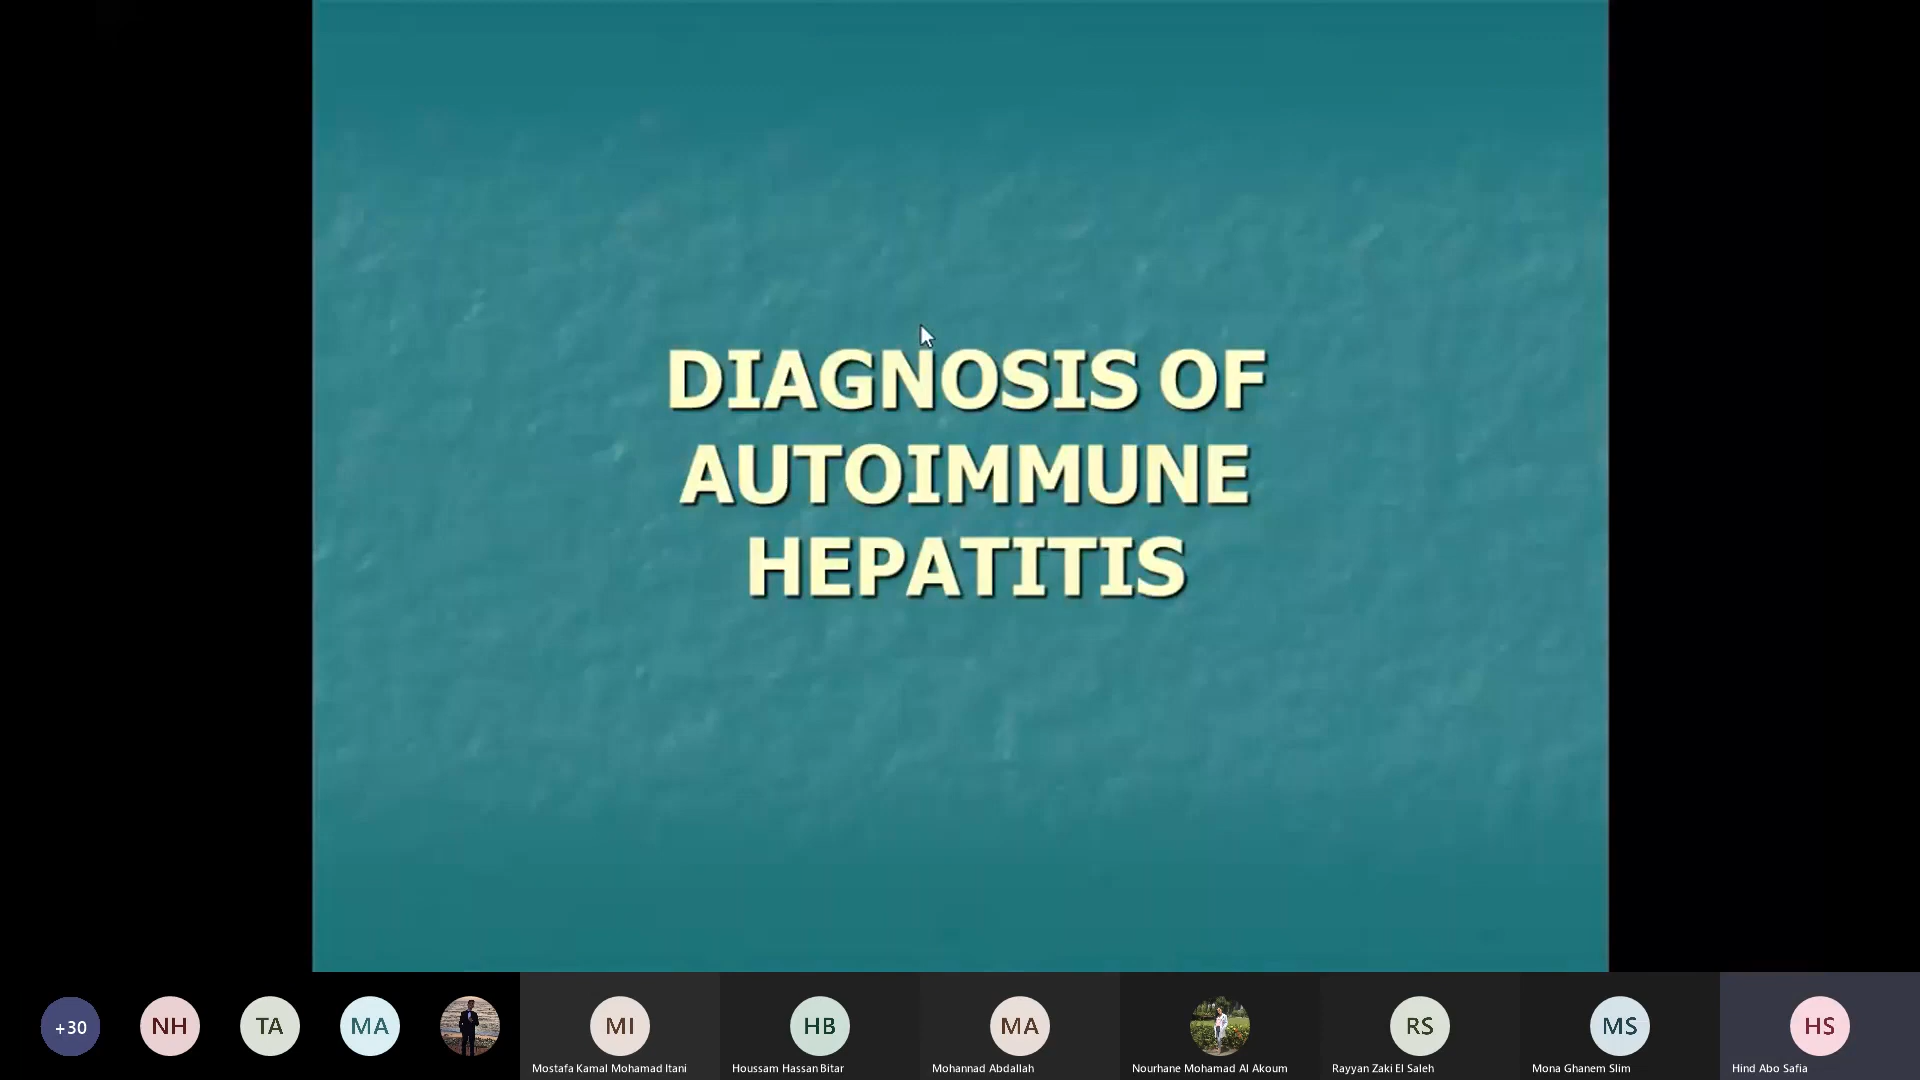 DIAGNOSIS OF
AUTOIMMUNE
HEPATITIS
+30
NH
TA
MA
MI
HB
MA
RS
MS
HS
Mostafa Kamal Mohamad Itani
Houssam Hassan Bitar
Mohannad Abdallah
Nourhane Mohamad Al Akoum
Rayyan Zaki El Saleh
Mona Ghanem Slim
Hind Abo Safia